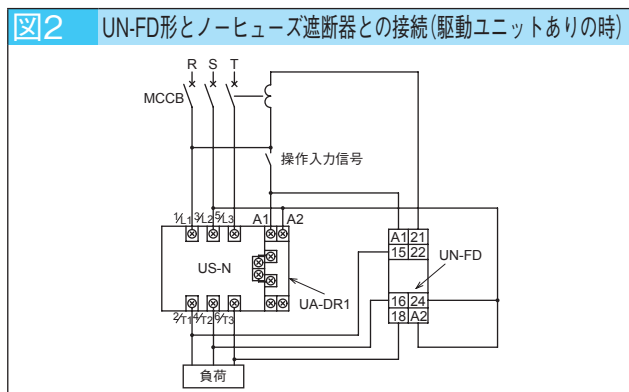 図2 UN-FD形とノーヒューズ遮断器との接続(駆動ユニットありの時)
R S T
MCCB
操作入力信号
1/L1 3/L2 5/L3 A1 A2
A1 21
15 22
UN-FD
US-N
UA-DR1
16 24
18 A2
2/T1 4/T2 6/T3
負荷